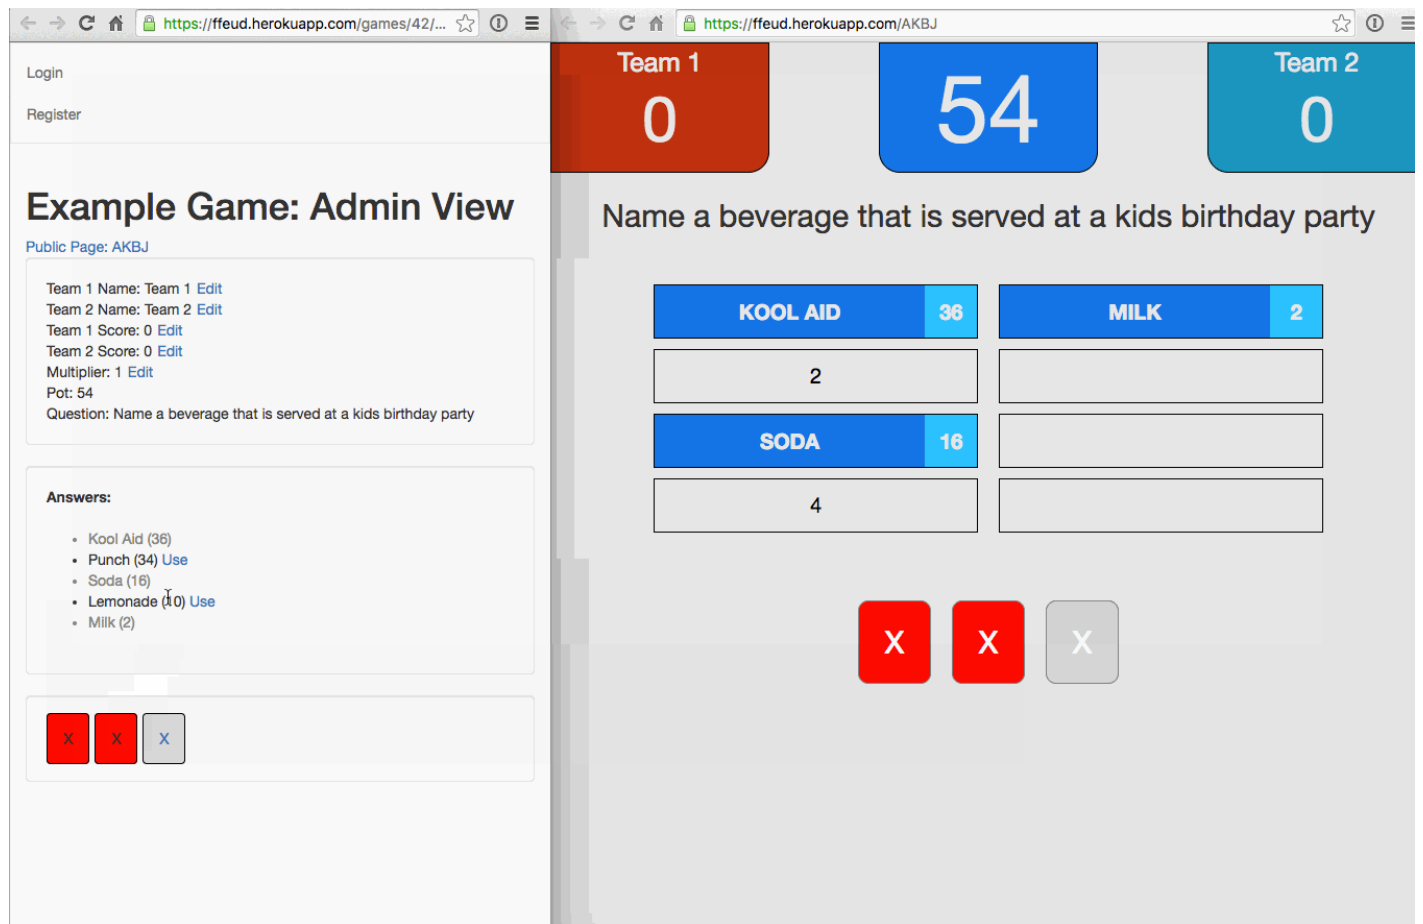 https://ffeud.herokuapp.com/games/42/...
Login
Register
Example Game: Admin View
Public Page: AKBJ
Team 1 Name: Team 1 Edit
Team 2 Name: Team 2 Edit
Team 1 Score: 0 Edit
Team 2 Score: 0 Edit
Multiplier: 1 Edit
Pot: 54
Question: Name a beverage that is served at a kids birthday party
Answers:
Kool Aid (36)
Punch (34) Use
Soda (16)
Lemonade (10) Use
Milk (2)
X X X
https://ffeud.herokuapp.com/AKBJ
Team 1
0
54
Team 2
0
Name a beverage that is served at a kids birthday party
KOOL AID 36
MILK 2
2
SODA 16
4
X X X